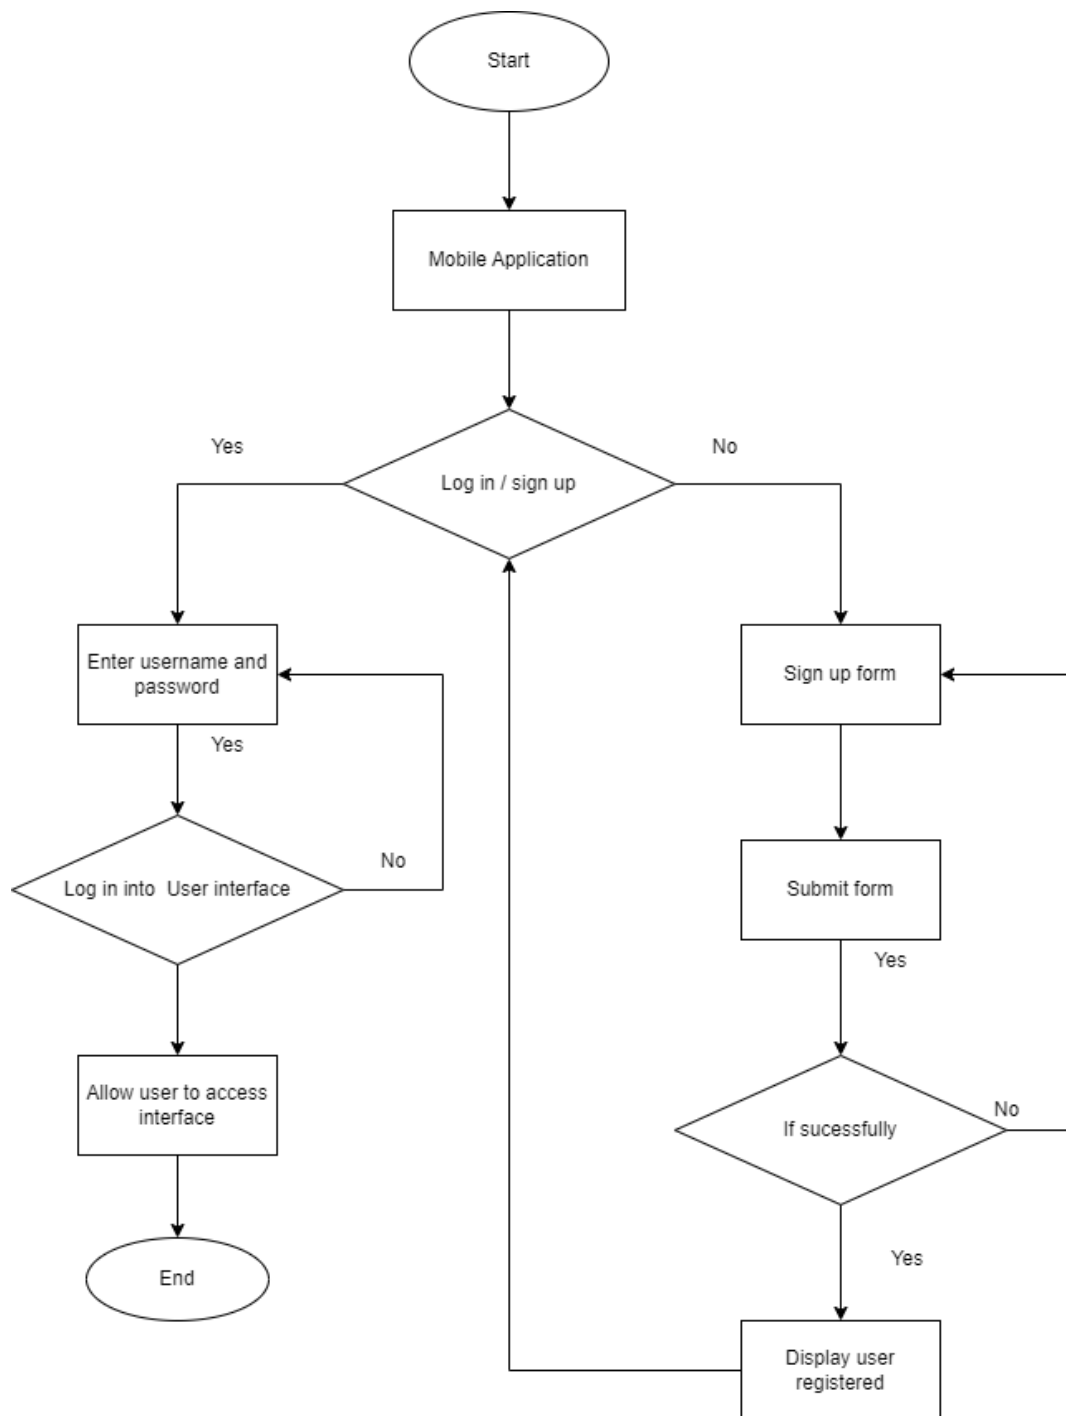 Start
Mobile Application
Yes
No
Log in / sign up
Enter username and
password
Sign up form
Yes
No
Log in into  User interface
Submit form
Yes
Allow user to access
interface
No
If sucessfully
Yes
End
Display user
registered